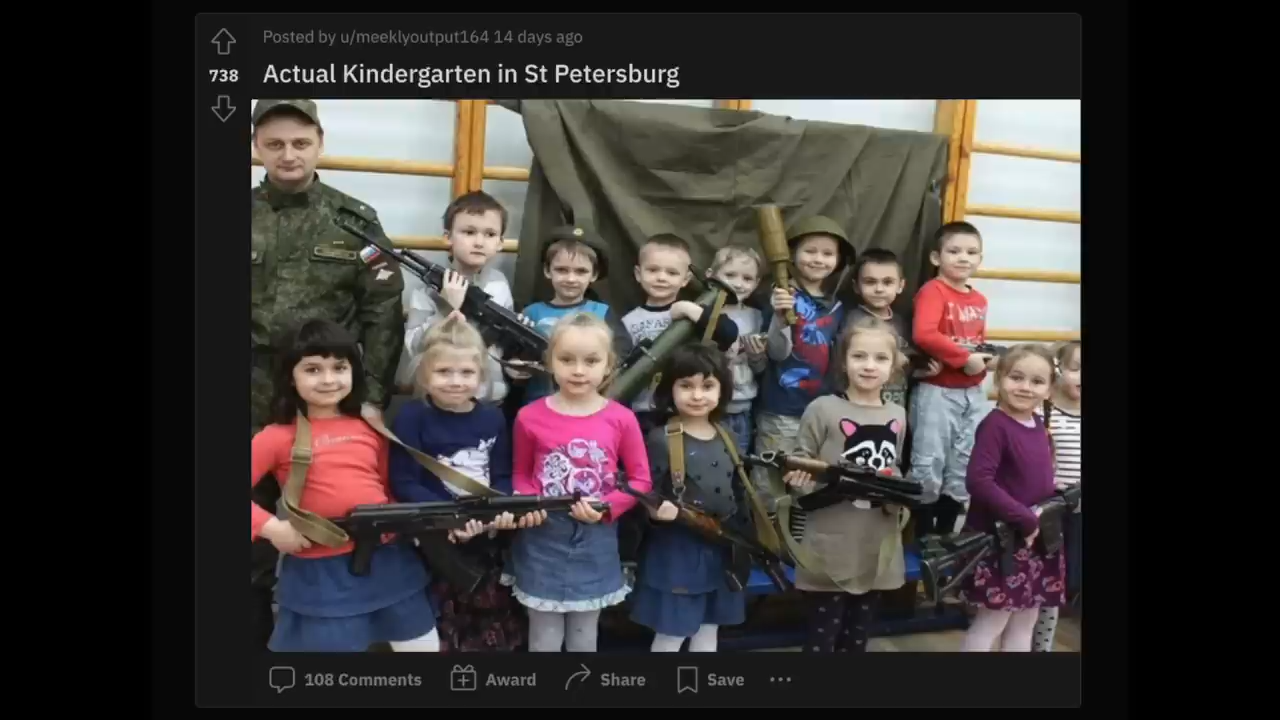 Posted by u/meeklyoutput164 14 days ago
738
Actual Kindergarten in St Petersburg
108 Comments
Award
Share
Save